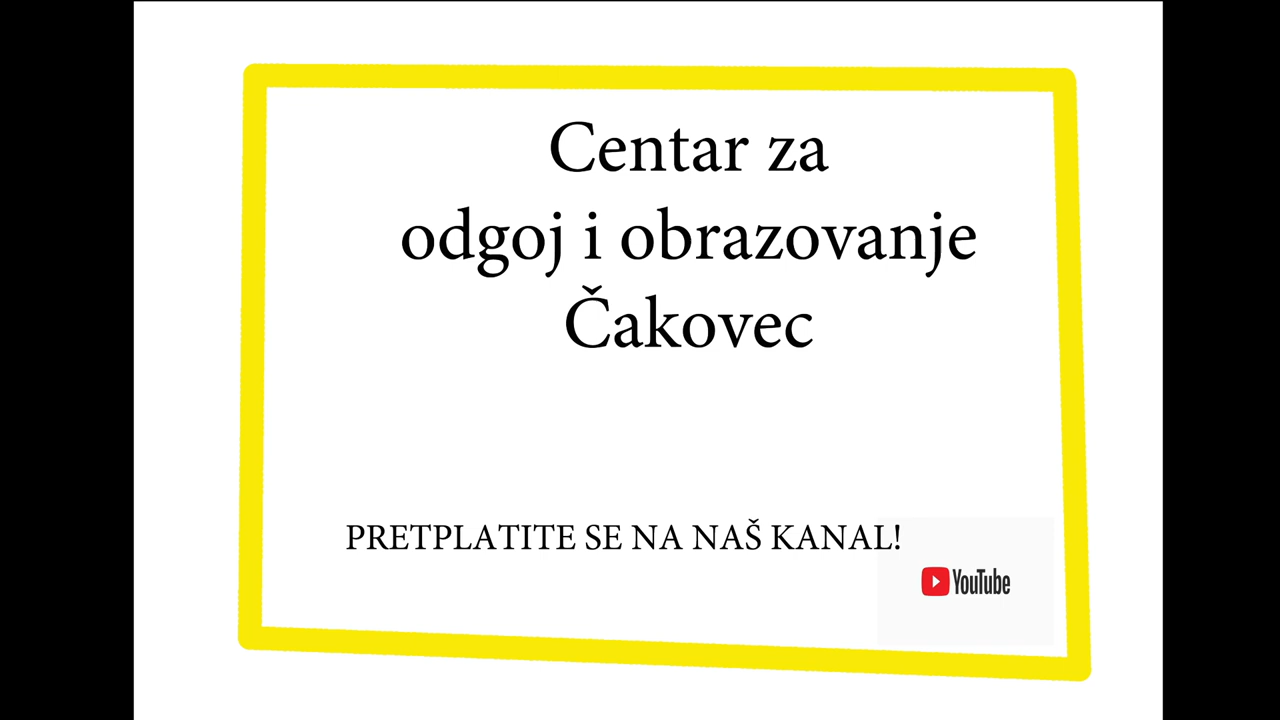 Centar za
odgoj i obrazovanje
Čakovec
PRETPLATITE SE NA NAŠ KANAL!
YouTube